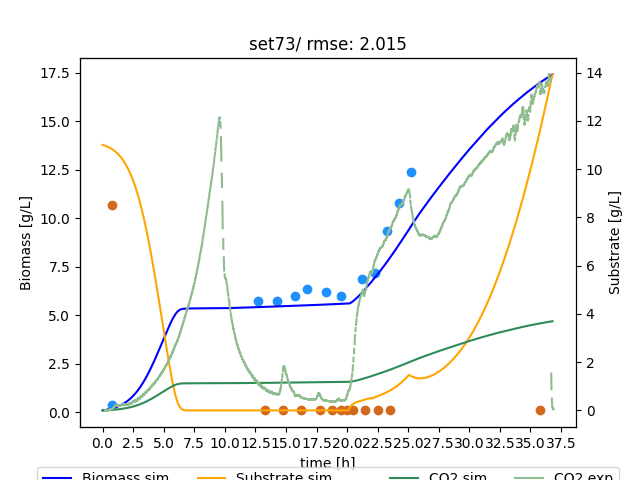 set73/ rmse: 2.015
17.5
15.0
12.5
10.0
7.5
5.0
2.5
0.0
Biomass [g/L]
14
12
10
8
6
4
2
0
Substrate [g/L]
0.0 2.5 5.0 7.5 10.0 12.5 15.0 17.5 20.0 22.5 25.0 27.5 30.0 32.5 35.0 37.5
time [h]
Biomass sim Substrate sim CO2 sim CO2 exp